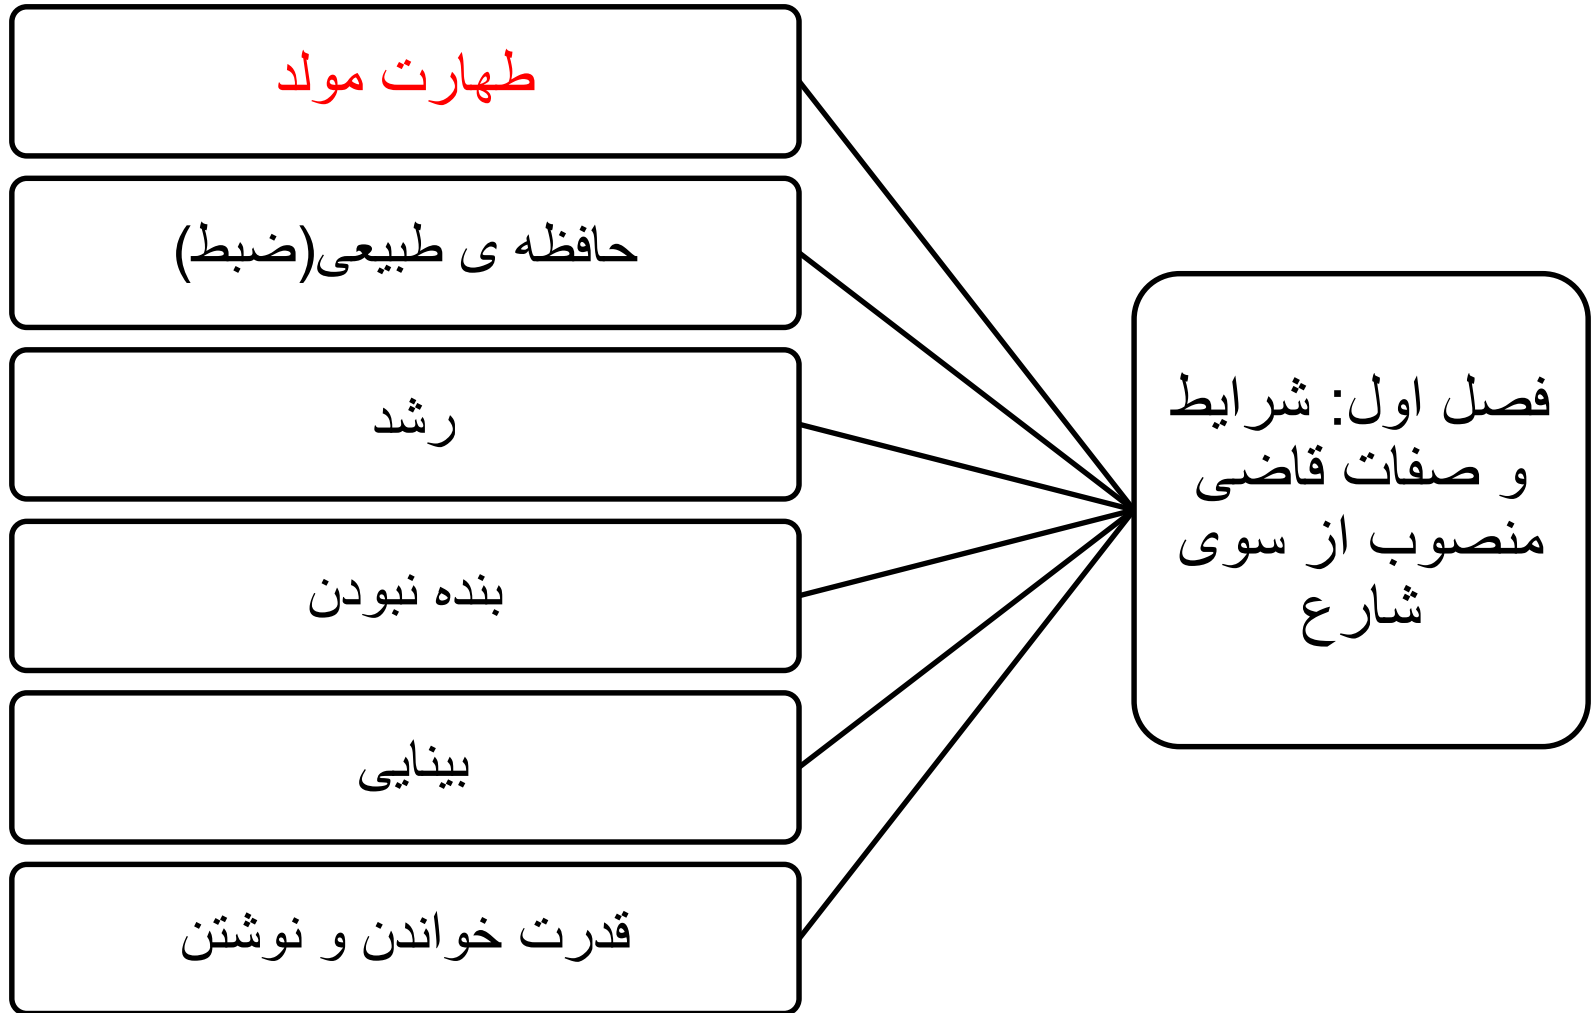 فصل اول: شرایط
و صفات قاضی
منصوب از سوی
شارع
طهارت مولد
حافظه ی طبیعی(ضبط)
رشد
بنده نبودن
بینایی
قدرت خواندن و نوشتن